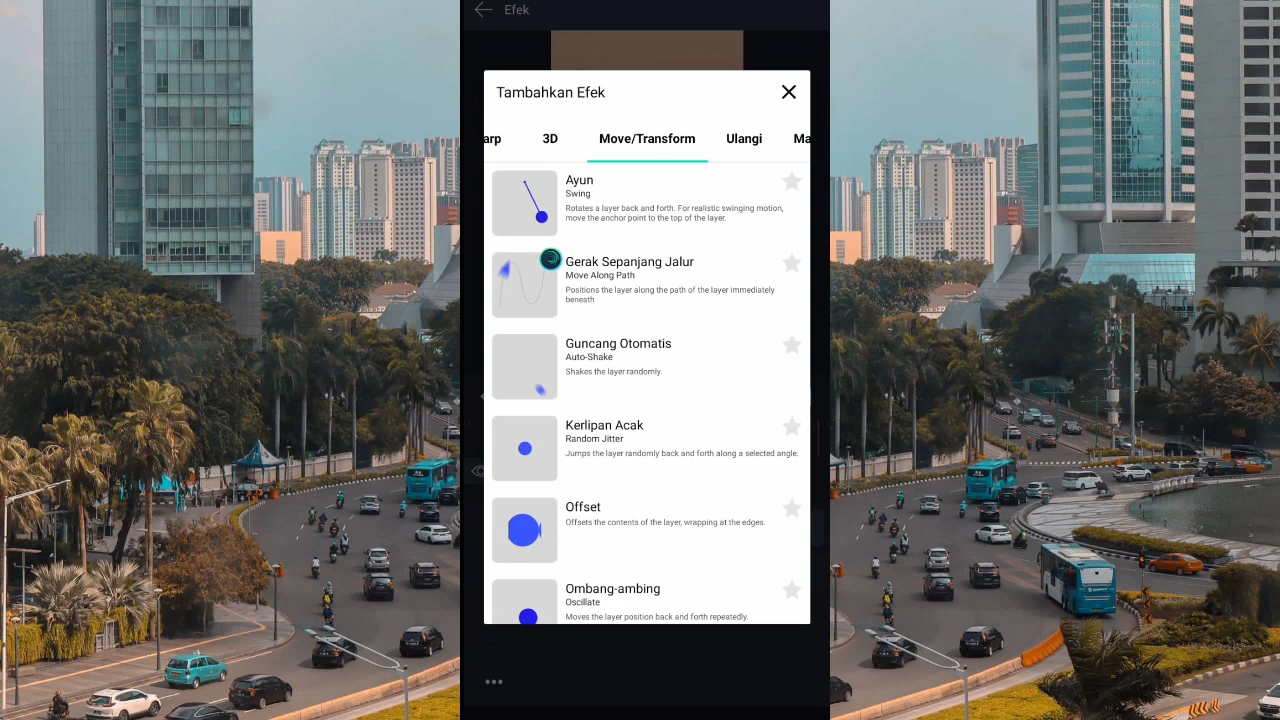 Efek
Tambahkan Efek
arp 3D Move/Transform Ulangi Ma
Ayun
Swing
Rotates a layer back and forth. For realistic swinging motion,
move the anchor point to the top of the layer.
Gerak Sepanjang Jalur
Move Along Path
Positions the layer along the path of the layer immediately
beneath
Guncang Otomatis
Auto-Shake
Shakes the layer randomly.
Kerlipan Acak
Random Jitter
Jumps the layer randomly back and forth along a selected angle.
Offset
Offsets the contents of the layer, wrapping at the edges.
Ombang-ambing
Oscillate
Moves the layer position back and forth repeatedly.